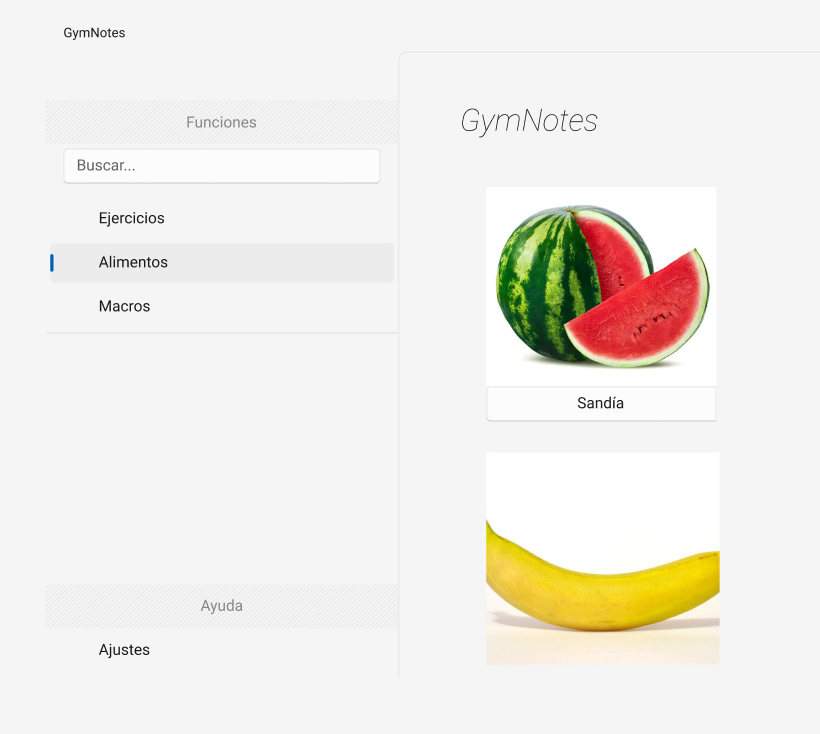 GymNotes
Funciones
Buscar...
Ejercicios
Alimentos
Macros
Ayuda
Ajustes
GymNotes
Sandía